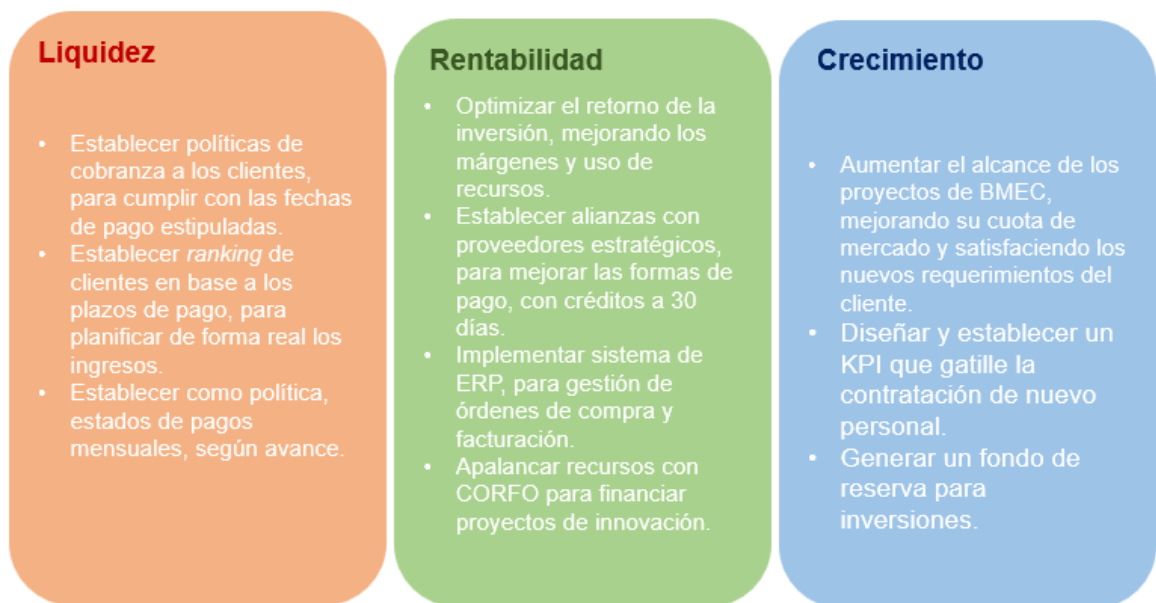 Liquidez
• Establecer políticas de
cobranza a los clientes,
para cumplir con las fechas
de pago estipuladas.
• Establecer ranking de
clientes en base a los
plazos de pago, para
planificar de forma real los
ingresos.
• Establecer como política,
estados de pagos
mensuales, según avance.
Rentabilidad
• Optimizar el retorno de la
inversión, mejorando los
márgenes y uso de
recursos.
• Establecer alianzas con
proveedores estratégicos,
para mejorar las formas de
pago, con créditos a 30
días.
• Implementar sistema de
ERP, para gestión de
órdenes de compra y
facturación.
• Apalancar recursos con
CORFO para financiar
proyectos de innovación.
Crecimiento
• Aumentar el alcance de los
proyectos de BMEC,
mejorando su cuota de
mercado y satisfaciendo los
nuevos requerimientos del
cliente.
• Diseñar y establecer un
KPI que gatille la
contratación de nuevo
personal.
• Generar un fondo de
reserva para
inversiones.